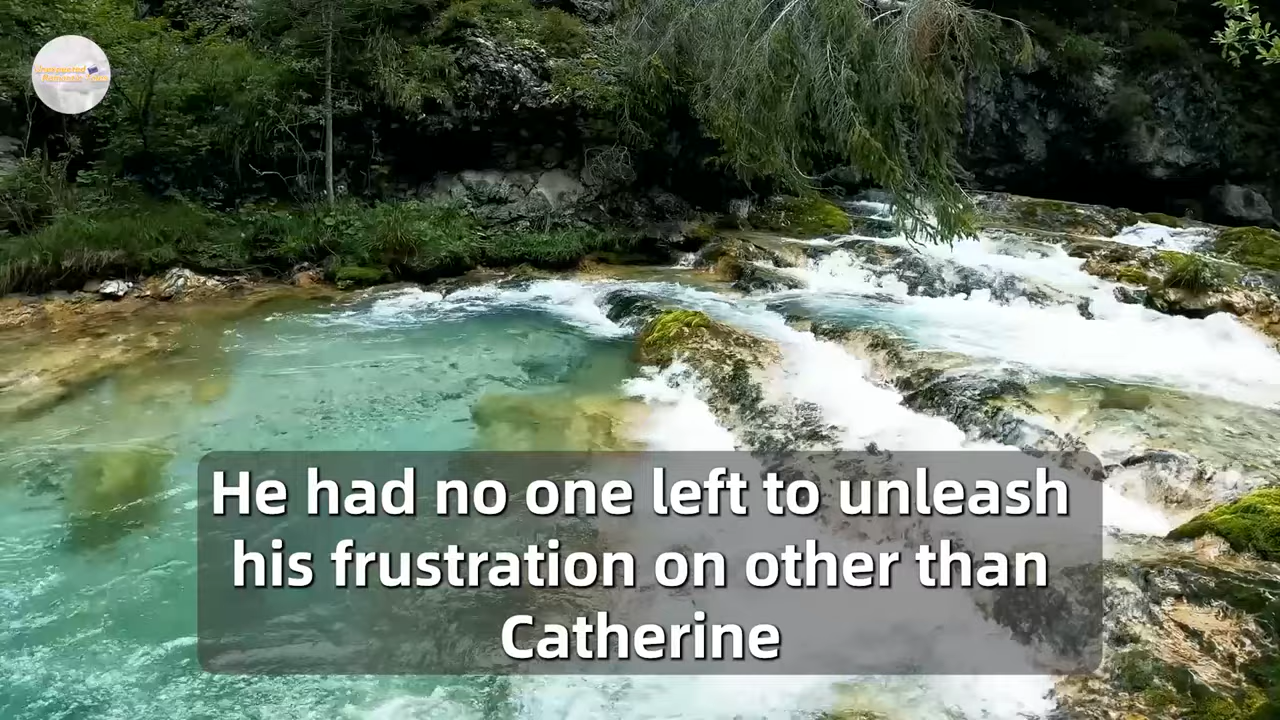 He had no one left to unleash
his frustration on other than
Catherine